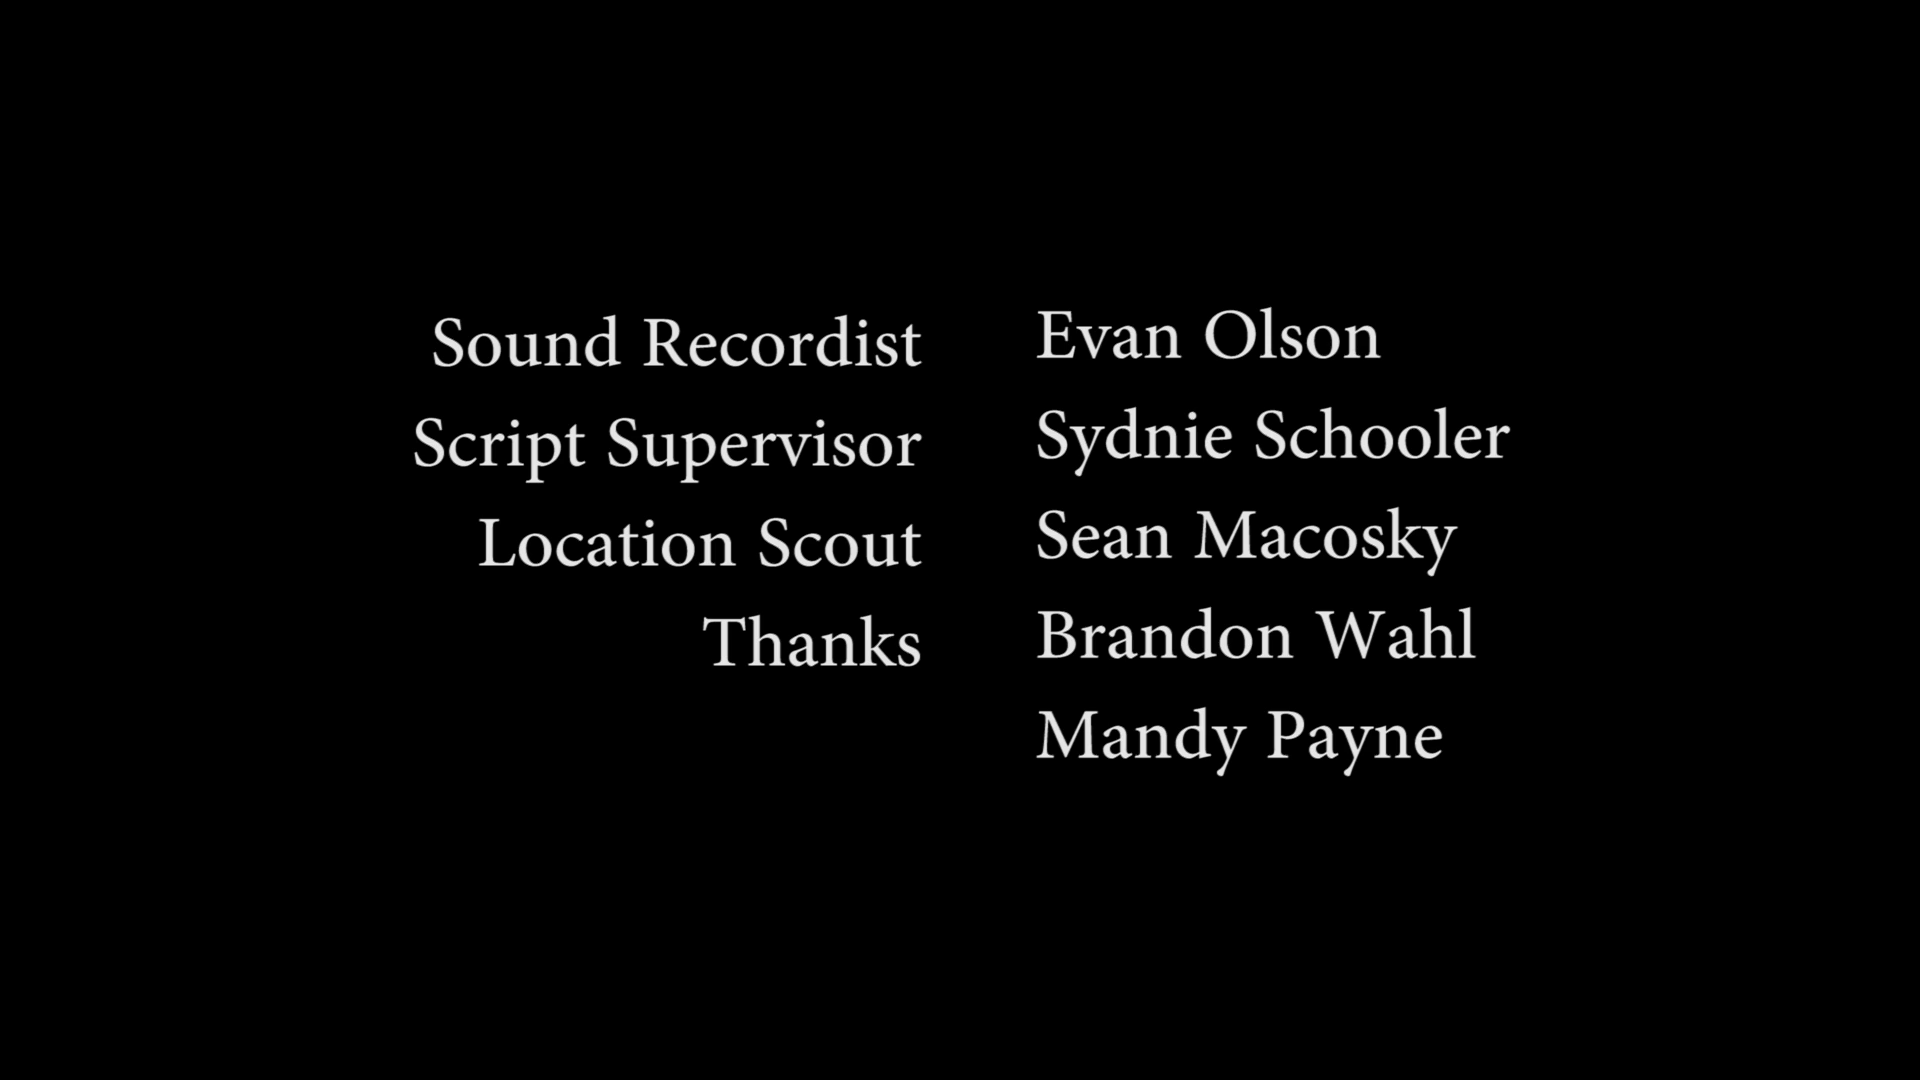 Sound Recordist Evan Olson
Script Supervisor Sydnie Schooler
Location Scout Sean Macosky
Thanks Brandon Wahl
Mandy Payne